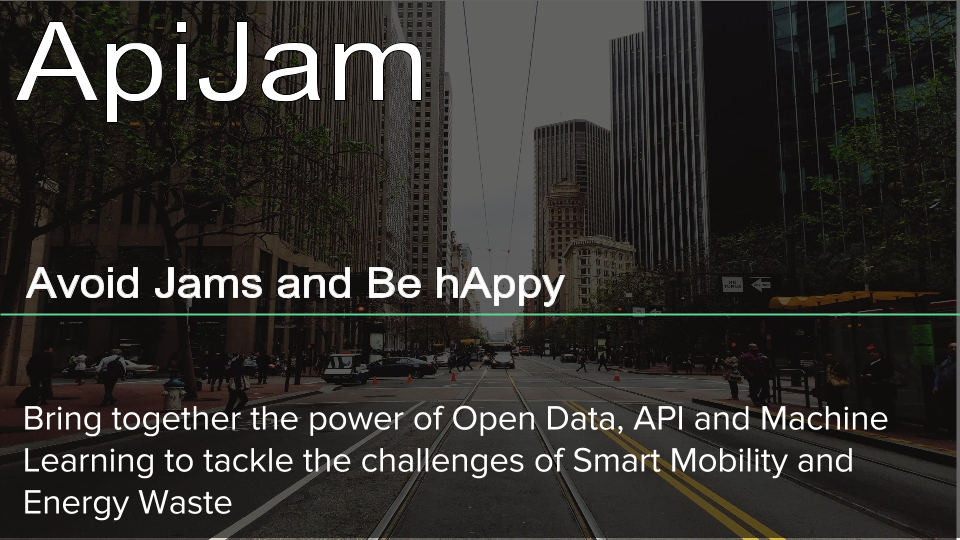 ApiJam
Avoid Jams and Be hAppy
Bring together the power of Open Data, API and Machine
Learning to tackle the challenges of Smart Mobility and
Energy Waste